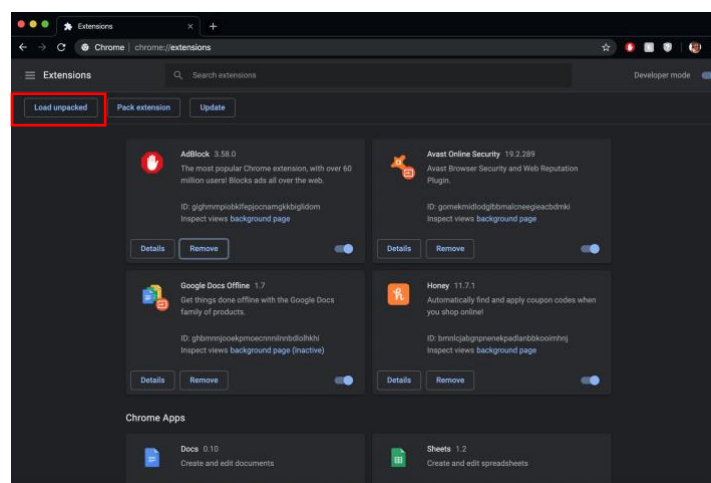 Extensions
Chrome | chrome://extensions
Extensions
Search extensions
Developer mode
Load unpacked
Pack extension
Update
AdBlock 3.58.0
The most popular Chrome extension, with over 60
million users! Blocks ads all over the web.
ID: gighmmpiobklfepjocnamgkkbiglidom
Inspect views background page
Details
Remove
Avast Online Security 19.2.289
Avast Browser Security and Web Reputation
Plugin.
ID: gomekmidlodglbbmalcneegieacbdmki
Inspect views background page
Details
Remove
Google Docs Offline 1.7
Get things done offline with the Google Docs
family of products.
ID: ghbmnnjooekpmoecnnnilnnbdlolhkhi
Inspect views background page (Inactive)
Details
Remove
Honey 11.7.1
Automatically find and apply coupon codes when
you shop online!
ID: bmnlcjabgnpnenekpadlanbbkooimhnj
Inspect views background page
Details
Remove
Chrome Apps
Docs 0.10
Create and edit documents
Sheets 1.2
Create and edit spreadsheets